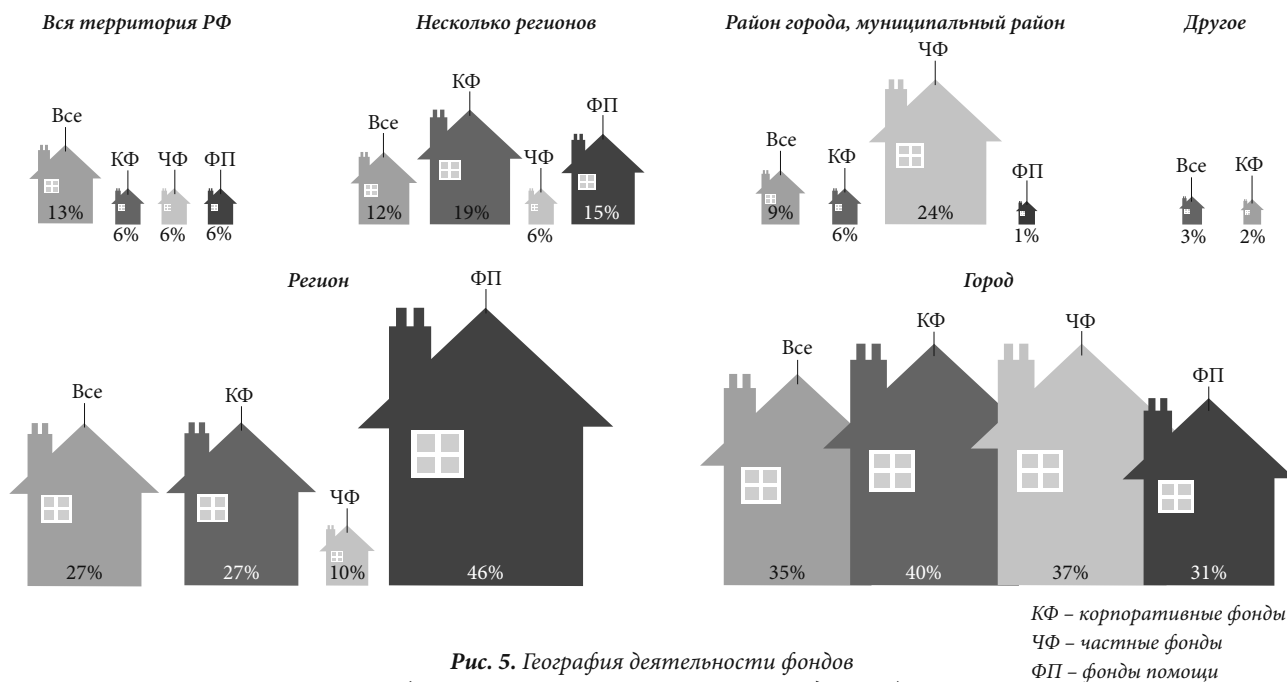 Вся территория РФ
Несколько регионов
Район города, муниципальный район
Другое
Все
КФ
ЧФ
ФП
13%
6%
6%
6%
Все
КФ
ЧФ
ФП
12%
19%
6%
15%
Все
КФ
ЧФ
ФП
9%
6%
24%
1%
Все
КФ
3%
2%
Регион
Город
Все
КФ
ЧФ
ФП
27%
27%
10%
46%
Все
КФ
ЧФ
ФП
35%
40%
37%
31%
КФ – корпоративные фонды
ЧФ – частные фонды
ФП – фонды помощи
Рис. 5. География деятельности фондов